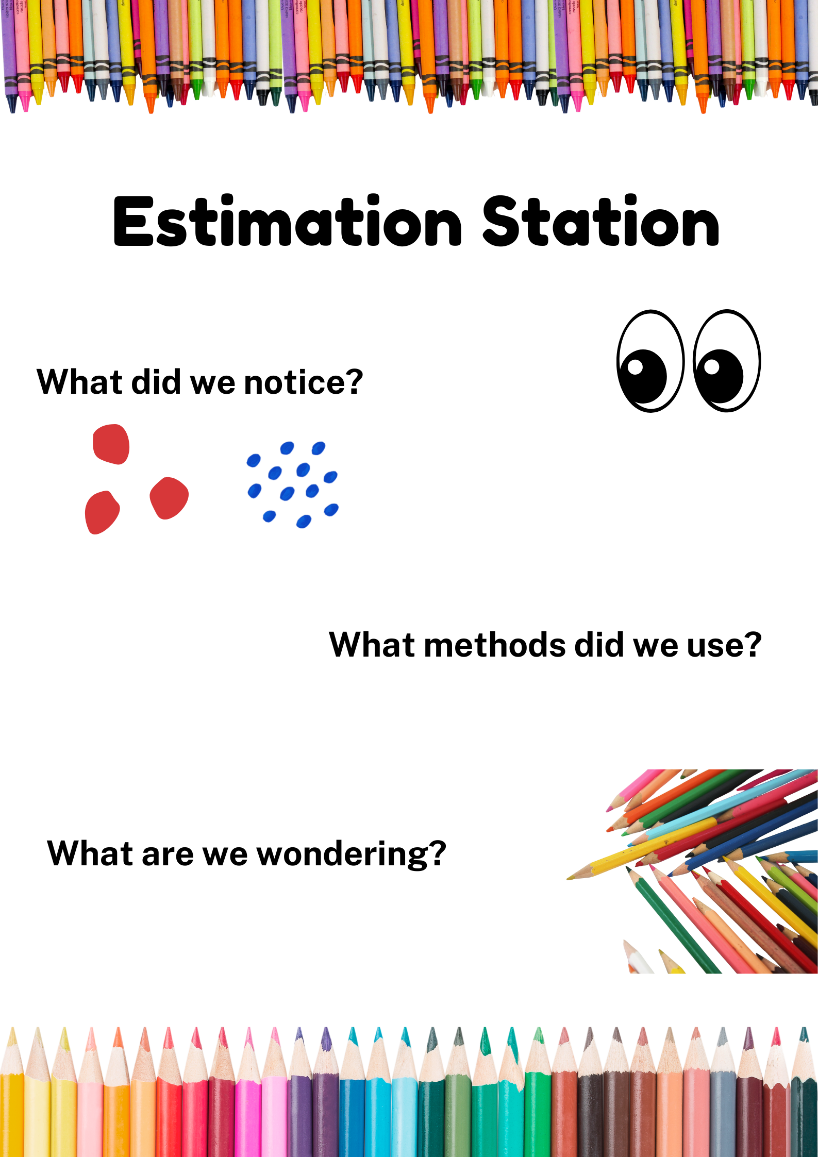 Estimation Station
What did we notice?
What methods did we use?
What are we wondering?